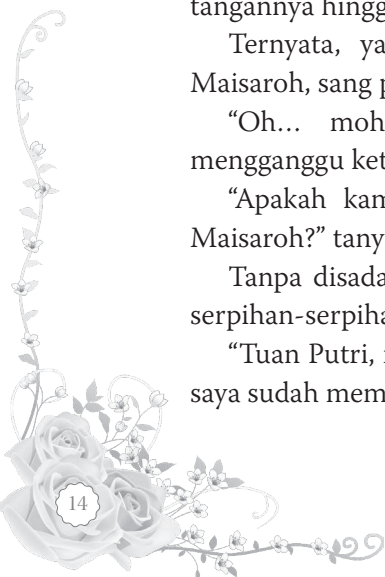 tangannya hingg
Ternyata, ya
Maisaroh, sang p
“Oh… moh
mengganggu ket
“Apakah kam
Maisaroh?” tany
Tanpa disada
serpihan-serpiha
“Tuan Putri, 
saya sudah mem
14